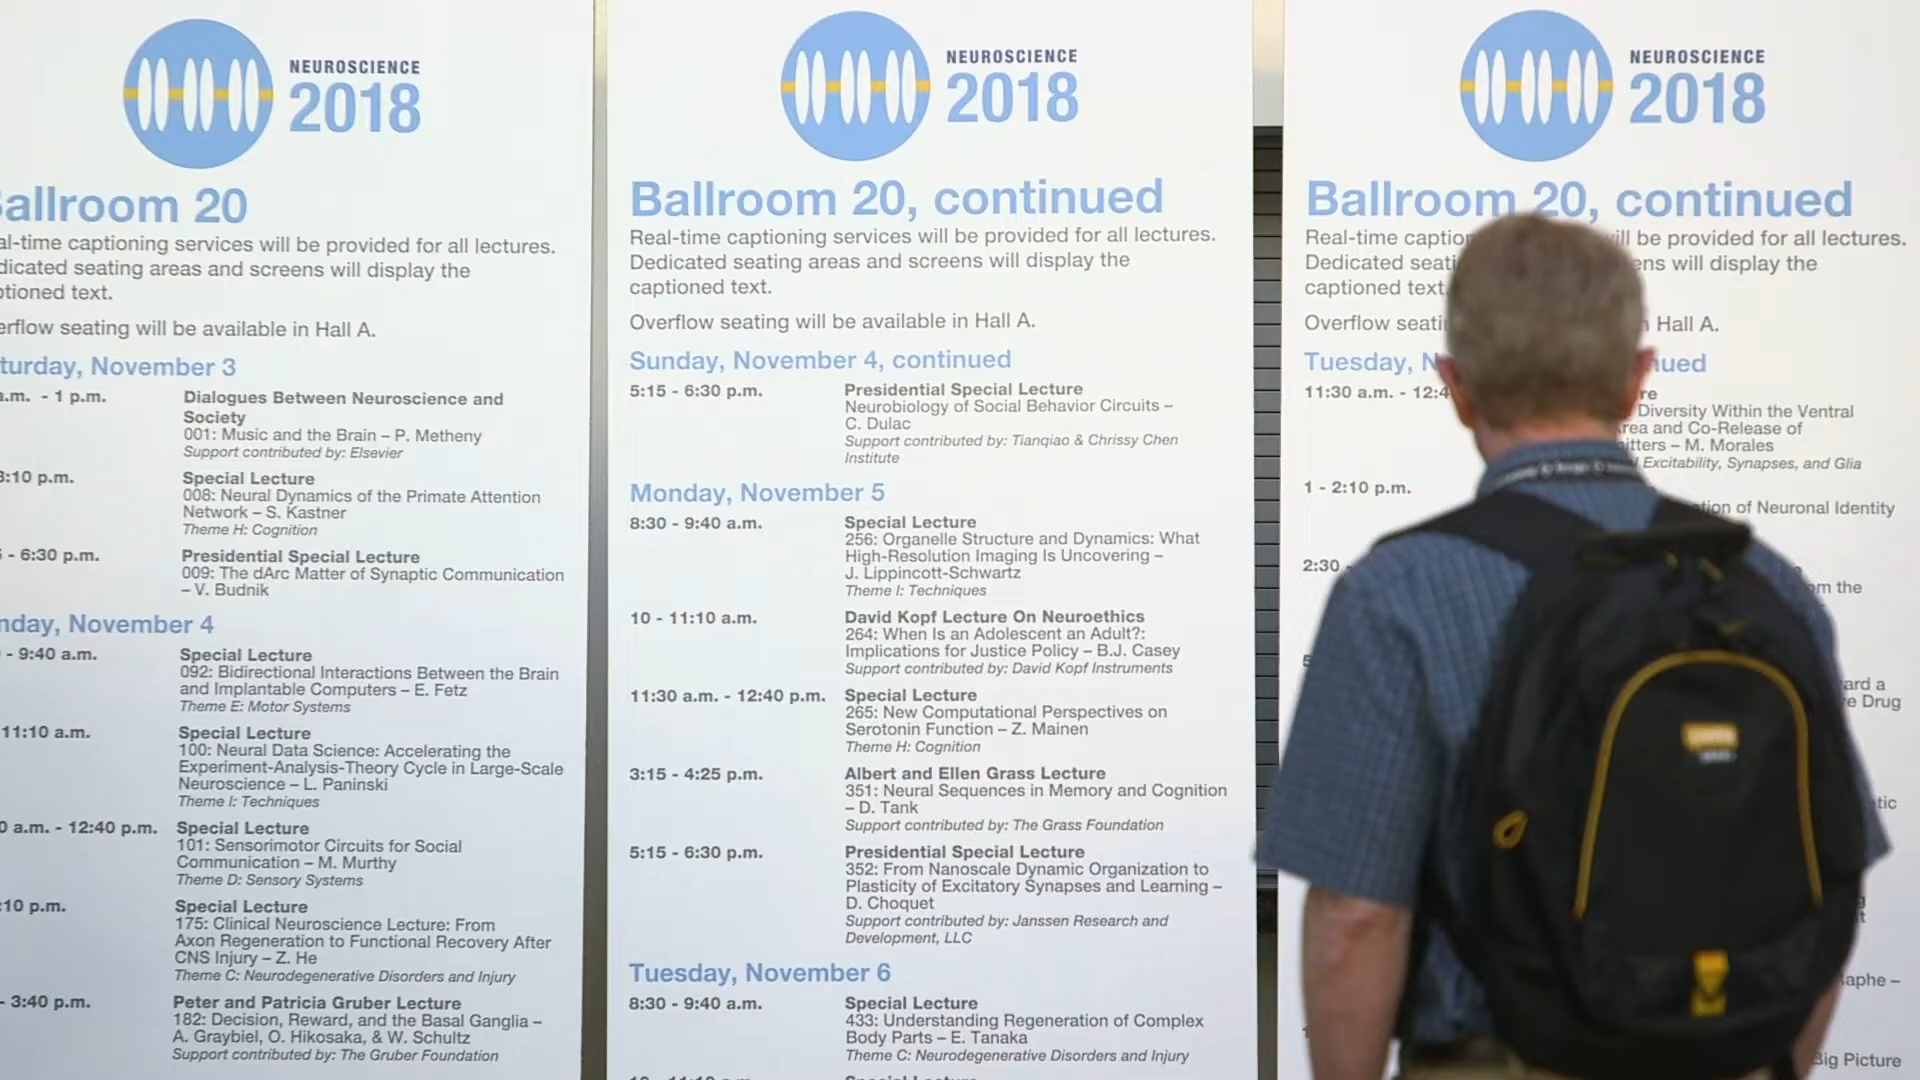 NEUROSCIENCE
2018
allroom 20
al-time captioning services will be provided for all lectures.
dicated seating areas and screens will display the
tioned text.
erflow seating will be available in Hall A.
turday, November 3
a.m. - 1 p.m.
Dialogues Between Neuroscience and
Society
001: Music and the Brain – P. Metheny
Support contributed by: Elsevier
3:10 p.m.
Special Lecture
008: Neural Dynamics of the Primate Attention
Network – S. Kastner
Theme H: Cognition
- 6:30 p.m.
Presidential Special Lecture
009: The dArc Matter of Synaptic Communication
– V. Budnik
nday, November 4
- 9:40 a.m.
Special Lecture
092: Bidirectional Interactions Between the Brain
and Implantable Computers – E. Fetz
Theme E: Motor Systems
11:10 a.m.
Special Lecture
100: Neural Data Science: Accelerating the
Experiment-Analysis-Theory Cycle in Large-Scale
Neuroscience – L. Paninski
Theme I: Techniques
0 a.m. - 12:40 p.m.
Special Lecture
101: Sensorimotor Circuits for Social
Communication – M. Murthy
Theme D: Sensory Systems
:10 p.m.
Special Lecture
175: Clinical Neuroscience Lecture: From
Axon Regeneration to Functional Recovery After
CNS Injury – Z. He
Theme C: Neurodegenerative Disorders and Injury
- 3:40 p.m.
Peter and Patricia Gruber Lecture
182: Decision, Reward, and the Basal Ganglia –
A. Graybiel, O. Hikosaka, & W. Schultz
Support contributed by: The Gruber Foundation
NEUROSCIENCE
2018
Ballroom 20, continued
Real-time captioning services will be provided for all lectures.
Dedicated seating areas and screens will display the
captioned text.
Overflow seating will be available in Hall A.
Sunday, November 4, continued
5:15 - 6:30 p.m.
Presidential Special Lecture
Neurobiology of Social Behavior Circuits –
C. Dulac
Support contributed by: Tianqiao & Chrissy Chen
Institute
Monday, November 5
8:30 - 9:40 a.m.
Special Lecture
256: Organelle Structure and Dynamics: What
High-Resolution Imaging Is Uncovering –
J. Lippincott-Schwartz
Theme I: Techniques
10 - 11:10 a.m.
David Kopf Lecture On Neuroethics
264: When Is an Adolescent an Adult?:
Implications for Justice Policy – B.J. Casey
Support contributed by: David Kopf Instruments
11:30 a.m. - 12:40 p.m.
Special Lecture
265: New Computational Perspectives on
Serotonin Function – Z. Mainen
Theme H: Cognition
3:15 - 4:25 p.m.
Albert and Ellen Grass Lecture
351: Neural Sequences in Memory and Cognition
– D. Tank
Support contributed by: The Grass Foundation
5:15 - 6:30 p.m.
Presidential Special Lecture
352: From Nanoscale Dynamic Organization to
Plasticity of Excitatory Synapses and Learning –
D. Choquet
Support contributed by: Janssen Research and
Development, LLC
Tuesday, November 6
8:30 - 9:40 a.m.
Special Lecture
433: Understanding Regeneration of Complex
Body Parts – E. Tanaka
Theme C: Neurodegenerative Disorders and Injury
NEUROSCIENCE
2018
Ballroom 20, continued
Real-time captio will be provided for all lectures.
Dedicated seati ens will display the
captioned text.
Overflow seati Hall A.
Tuesday, N nued
11:30 a.m. - 12:4
re
Diversity Within the Ventral
rea and Co-Release of
itters – M. Morales
Excitability, Synapses, and Glia
1 - 2:10 p.m.
tion of Neuronal Identity
2:30
om the
ard a
e Drug
tic
aphe –
Big Picture